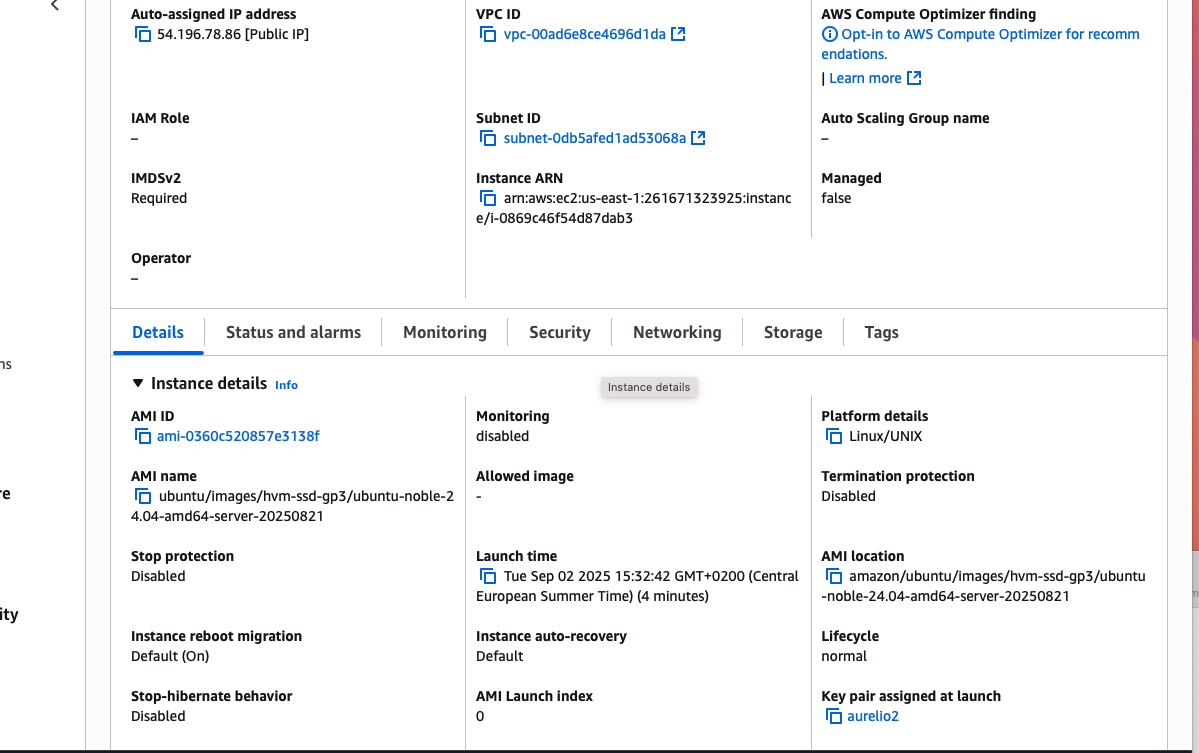 Auto-assigned IP address
54.196.78.86 [Public IP]
VPC ID
vpc-00ad6e8ce4696d1da
AWS Compute Optimizer finding
Opt-in to AWS Compute Optimizer for recomm
endations.
| Learn more
IAM Role
–
Subnet ID
subnet-0db5afed1ad53068a
Auto Scaling Group name
–
IMDSv2
Required
Instance ARN
arn:aws:ec2:us-east-1:261671323925:instanc
e/i-0869c46f54d87dab3
Managed
false
Operator
–
Details
Status and alarms
Monitoring
Security
Networking
Storage
Tags
Instance details Info
Instance details
AMI ID
ami-0360c520857e3138f
Monitoring
disabled
Platform details
Linux/UNIX
AMI name
ubuntu/images/hvm-ssd-gp3/ubuntu-noble-2
4.04-amd64-server-20250821
Allowed image
-
Termination protection
Disabled
Stop protection
Disabled
Launch time
Tue Sep 02 2025 15:32:42 GMT+0200 (Central
European Summer Time) (4 minutes)
AMI location
amazon/ubuntu/images/hvm-ssd-gp3/ubuntu
-noble-24.04-amd64-server-20250821
Instance reboot migration
Default (On)
Instance auto-recovery
Default
Lifecycle
normal
Stop-hibernate behavior
Disabled
AMI Launch index
0
Key pair assigned at launch
aurelio2